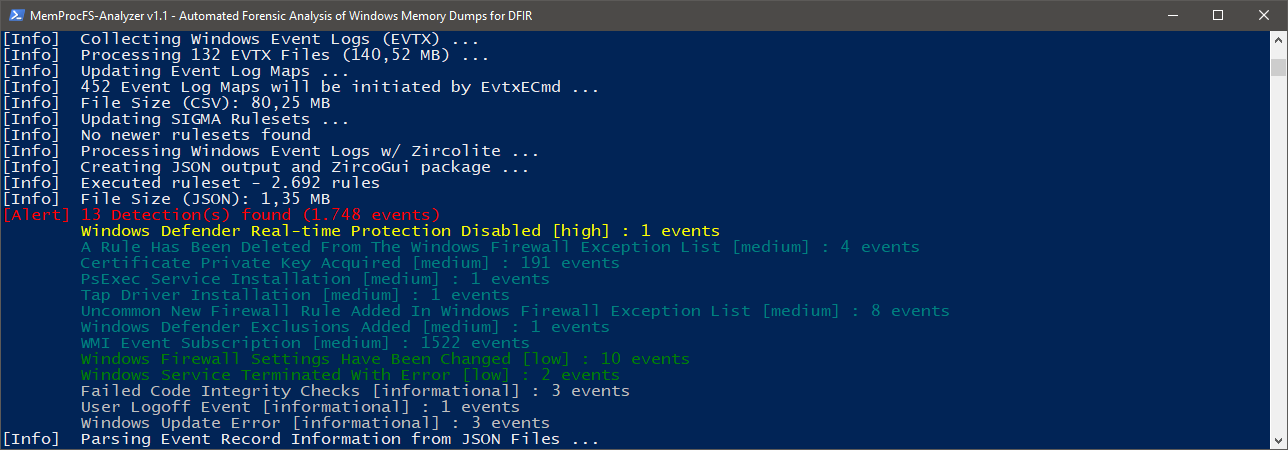 MemProcFS-Analyzer v1.1 - Automated Forensic Analysis of Windows Memory Dumps for DFIR
[Info] Collecting Windows Event Logs (EVTX) ...
[Info] Processing 132 EVTX Files (140,52 MB) ...
[Info] Updating Event Log Maps ...
[Info] 452 Event Log Maps will be initiated by EvtxECmd ...
[Info] File Size (CSV): 80,25 MB
[Info] Updating SIGMA Rulesets ...
[Info] No newer rulesets found
[Info] Processing Windows Event Logs w/ Zircolite ...
[Info] Creating JSON output and ZircoGui package ...
[Info] Executed ruleset - 2.692 rules
[Info] File Size (JSON): 1,35 MB
[Alert] 13 Detection(s) found (1.748 events)
Windows Defender Real-time Protection Disabled [high] : 1 events
A Rule Has Been Deleted From The Windows Firewall Exception List [medium] : 4 events
Certificate Private Key Acquired [medium] : 191 events
PsExec Service Installation [medium] : 1 events
Tap Driver Installation [medium] : 1 events
Uncommon New Firewall Rule Added In Windows Firewall Exception List [medium] : 8 events
Windows Defender Exclusions Added [medium] : 1 events
WMI Event Subscription [medium] : 1522 events
Windows Firewall Settings Have Been Changed [low] : 10 events
Windows Service Terminated With Error [low] : 2 events
Failed Code Integrity Checks [informational] : 3 events
User Logoff Event [informational] : 1 events
Windows Update Error [informational] : 3 events
[Info] Parsing Event Record Information from JSON Files ...